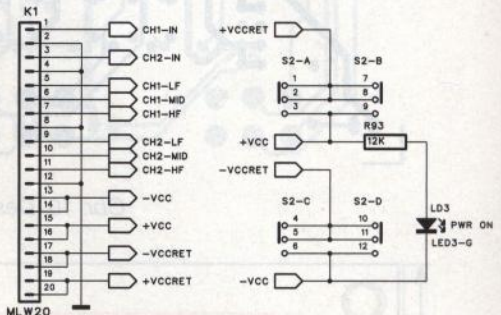 K1
1
2
3
4
5
6
7
8
9
10
11
12
13
14
15
16
17
18
19
20
MLW20
CH1-IN
CH2-IN
CH1-LF
CH1-MID
CH1-HF
CH2-LF
CH2-MID
CH2-HF
-VCC
+VCC
-VCCRET
+VCCRET
+VCCRET
S2-A S2-B
1 7
2 8
3 9
+VCC
R93
12K
-VCCRET
S2-C S2-D
4 10
5 11
6 12
-VCC
LD3
PWR ON
LED3-G